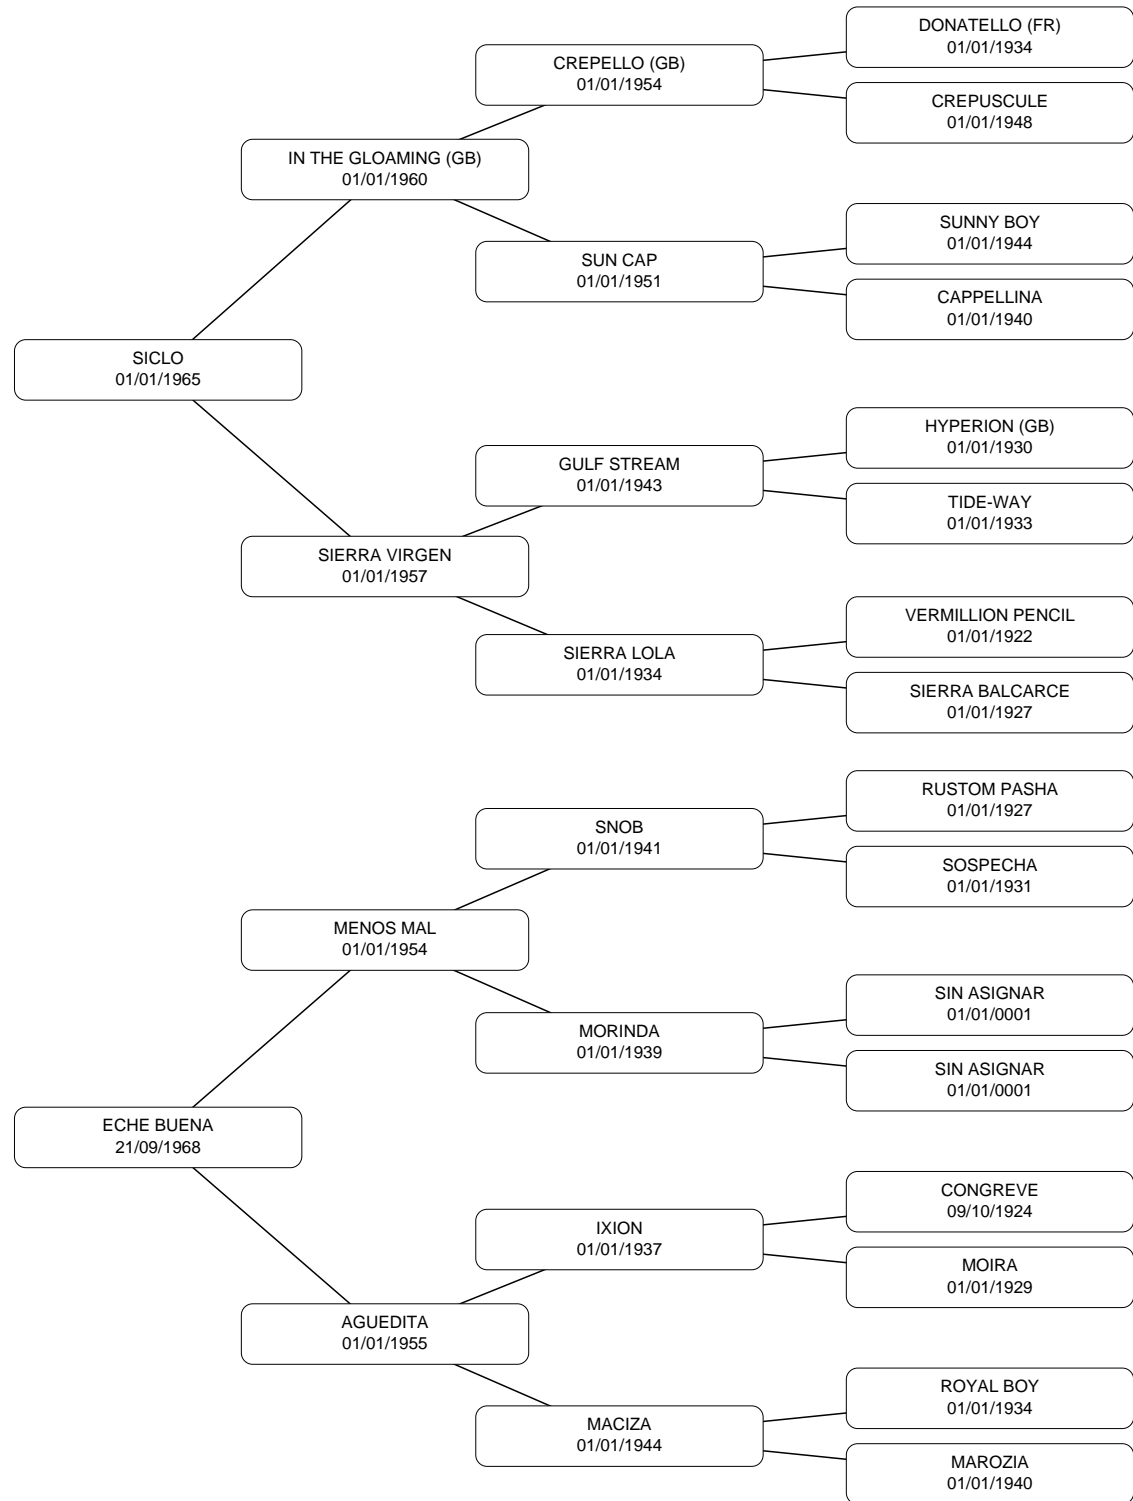 DONATELLO (FR)
01/01/1934
CREPELLO (GB)
01/01/1954
CREPUSCULE
01/01/1948
IN THE GLOAMING (GB)
01/01/1960
SUNNY BOY
01/01/1944
SUN CAP
01/01/1951
CAPPELLINA
01/01/1940
SICLO
01/01/1965
HYPERION (GB)
01/01/1930
GULF STREAM
01/01/1943
TIDE-WAY
01/01/1933
SIERRA VIRGEN
01/01/1957
VERMILLION PENCIL
01/01/1922
SIERRA LOLA
01/01/1934
SIERRA BALCARCE
01/01/1927
RUSTOM PASHA
01/01/1927
SNOB
01/01/1941
SOSPECHA
01/01/1931
MENOS MAL
01/01/1954
SIN ASIGNAR
01/01/0001
MORINDA
01/01/1939
SIN ASIGNAR
01/01/0001
ECHE BUENA
21/09/1968
CONGREVE
09/10/1924
IXION
01/01/1937
MOIRA
01/01/1929
AGUEDITA
01/01/1955
ROYAL BOY
01/01/1934
MACIZA
01/01/1944
MAROZIA
01/01/1940